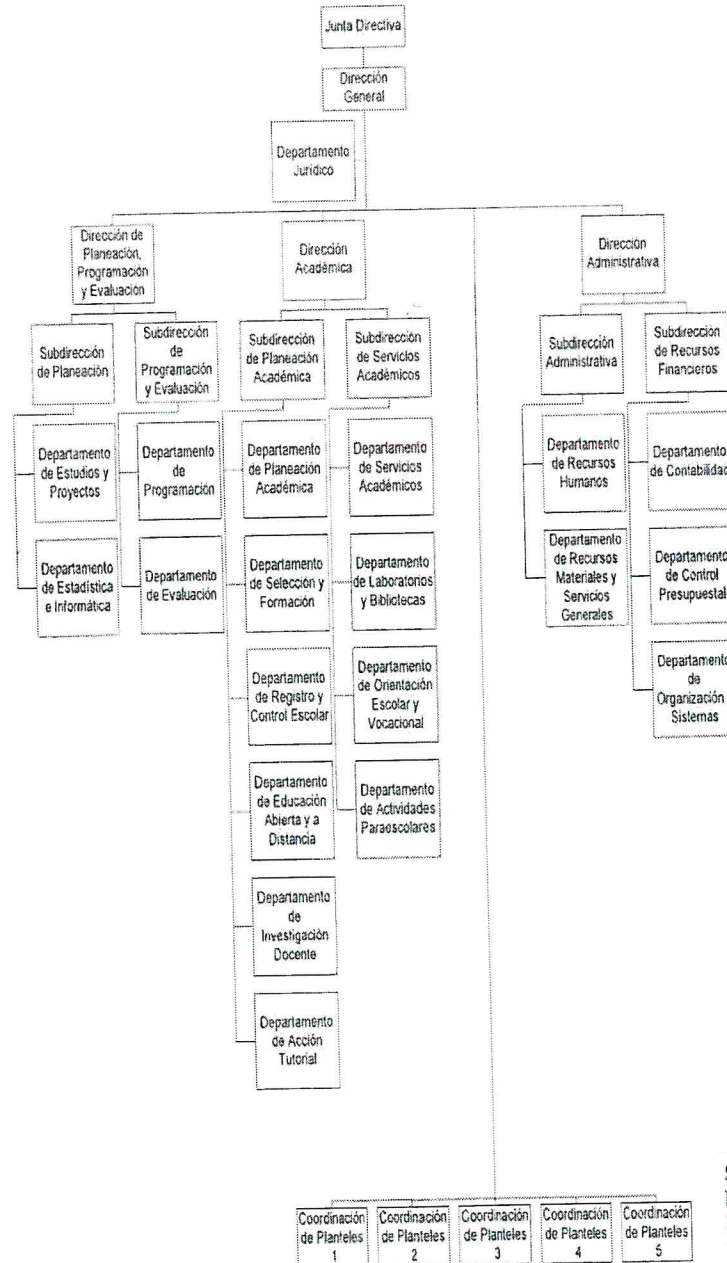 Junta Directiva
Dirección
General
Departamento
Jurídico
Dirección de
Planeación,
Programación
y Evaluación
Dirección
Académica
Dirección
Administrativa
Subdirección
de Planeación
Subdirección
de
Programación
y Evaluación
Subdirección
de Planeación
Académica
Subdirección
de Servicios
Académicos
Subdirección
Administrativa
Subdirección
de Recursos
Financieros
Departamento
de Estudios y
Proyectos
Departamento
de
Programación
Departamento
de Planeación
Académica
Departamento
de Servicios
Académicos
Departamento
de Recursos
Humanos
Departamento
de Contabilidad
Departamento
de Estadística
e Informática
Departamento
de Evaluación
Departamento
de Selección y
Formación
Departamento
de Laboratorios
y Bibliotecas
Departamento
de Recursos
Materiales y
Servicios
Generales
Departamento
de Control
Presupuestal
Departamento
de Registro y
Control Escolar
Departamento
de Orientación
Escolar y
Vocacional
Departamento
de
Organización
Sistemas
Departamento
de Educación
Abierta y a
Distancia
Departamento
de Actividades
Paraescolares
Departamento
de
Investigación
Docente
Departamento
de Acción
Tutorial
Coordinación
de Planteles
1
Coordinación
de Planteles
2
Coordinación
de Planteles
3
Coordinación
de Planteles
4
Coordinación
de Planteles
5